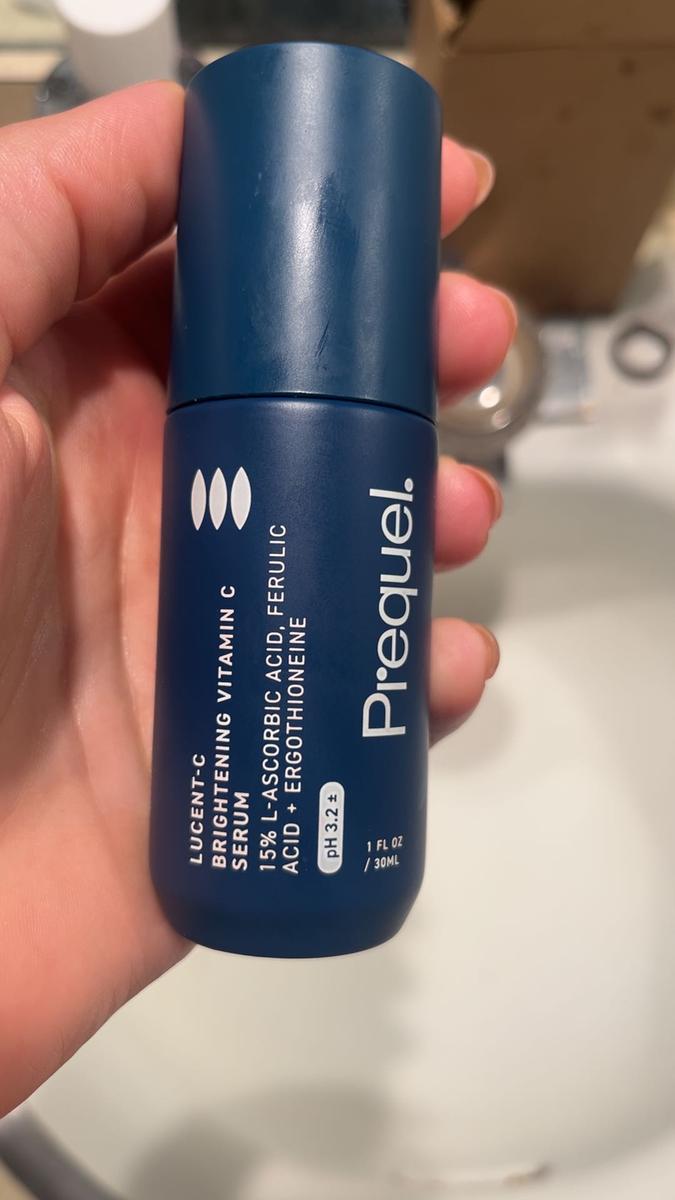 Prequel.
LUCENT-C
BRIGHTENING VITAMIN C
SERUM
15% L-ASCORBIC ACID, FERULIC
ACID + ERGOTHIONEINE
pH 3.2 ±
1 FL OZ
/ 30ML